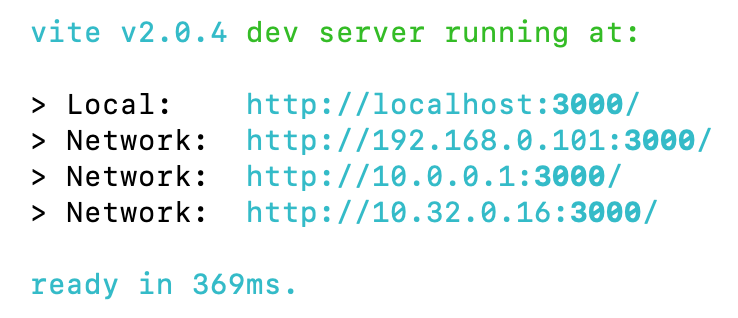 vite v2.0.4 dev server running at:
> Local: http://localhost:3000/
> Network: http://192.168.0.101:3000/
> Network: http://10.0.0.1:3000/
> Network: http://10.32.0.16:3000/
ready in 369ms.